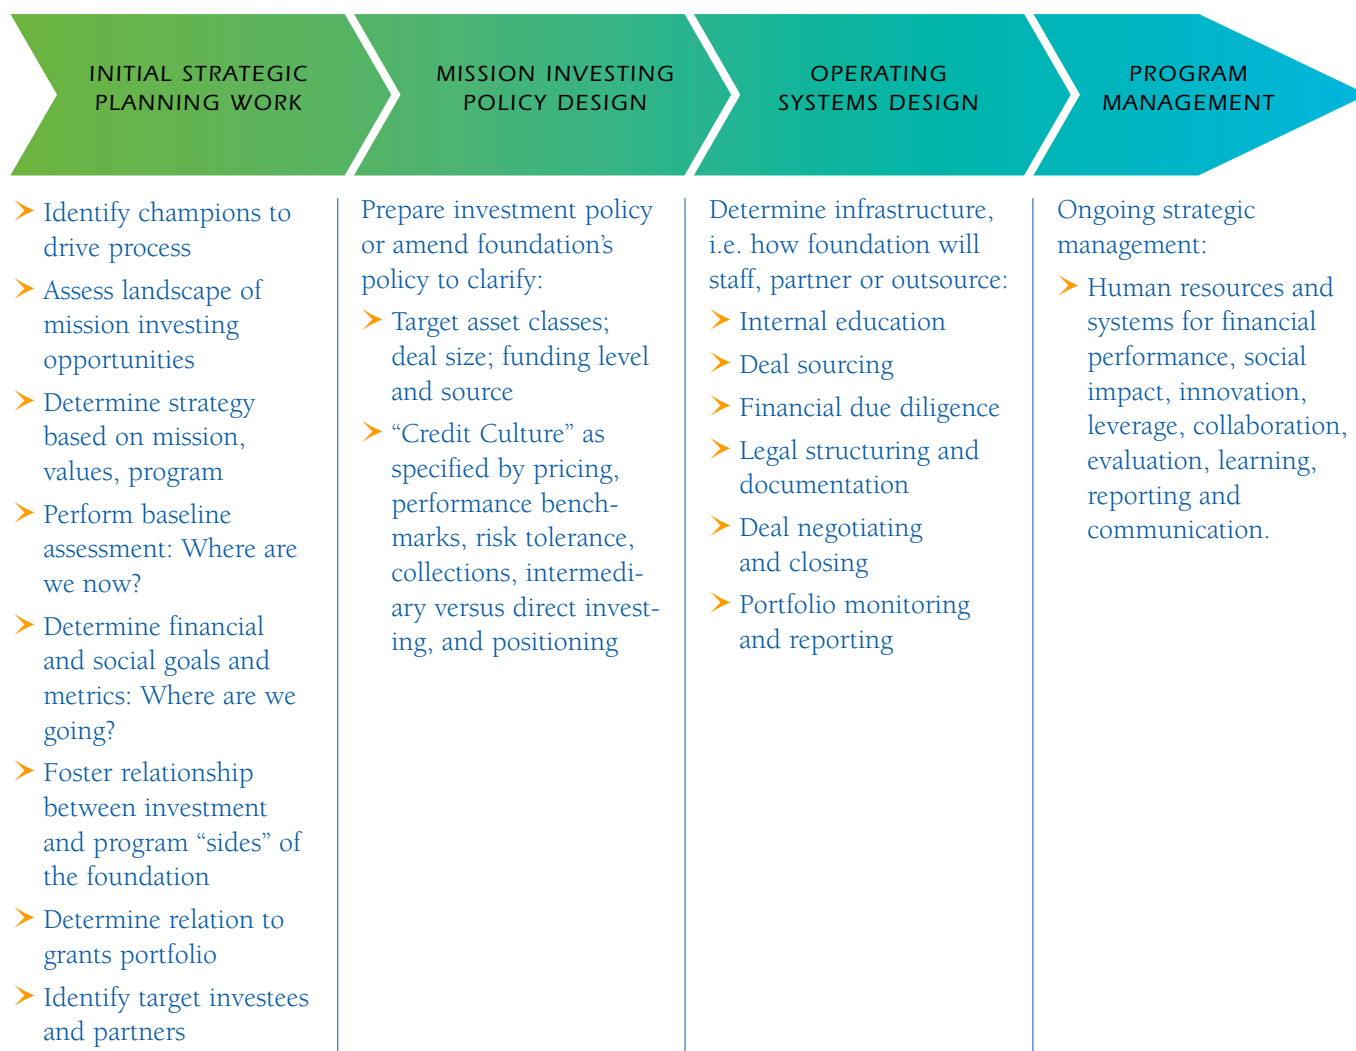 INITIAL STRATEGIC
PLANNING WORK
MISSION INVESTING
POLICY DESIGN
OPERATING
SYSTEMS DESIGN
PROGRAM
MANAGEMENT
➤ Identify champions to
drive process
➤ Assess landscape of
mission investing
opportunities
➤ Determine strategy
based on mission,
values, program
➤ Perform baseline
assessment: Where are
we now?
➤ Determine financial
and social goals and
metrics: Where are we
going?
➤ Foster relationship
between investment
and program “sides” of
the foundation
➤ Determine relation to
grants portfolio
➤ Identify target investees
and partners
Prepare investment policy
or amend foundation’s
policy to clarify:
➤ Target asset classes;
deal size; funding level
and source
➤ “Credit Culture” as
specified by pricing,
performance bench-
marks, risk tolerance,
collections, intermedi-
ary versus direct invest-
ing, and positioning
Determine infrastructure,
i.e. how foundation will
staff, partner or outsource:
➤ Internal education
➤ Deal sourcing
➤ Financial due diligence
➤ Legal structuring and
documentation
➤ Deal negotiating
and closing
➤ Portfolio monitoring
and reporting
Ongoing strategic
management:
➤ Human resources and
systems for financial
performance, social
impact, innovation,
leverage, collaboration,
evaluation, learning,
reporting and
communication.